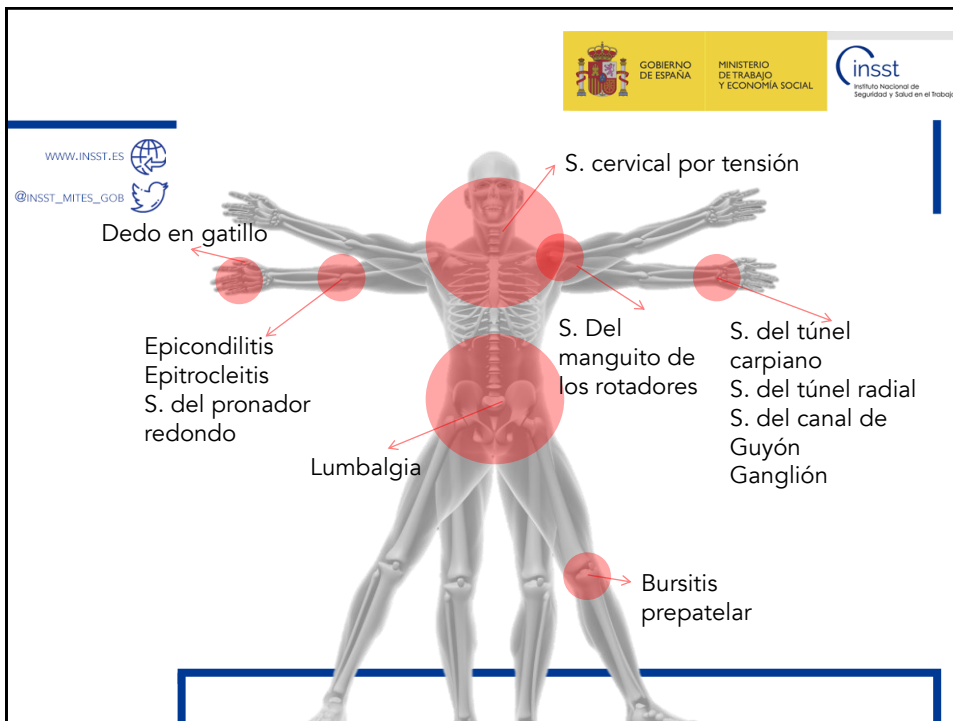 GOBIERNO
DE ESPAÑA
MINISTERIO
DE TRABAJO
Y ECONOMÍA SOCIAL
insst
Instituto Nacional de
Seguridad y Salud en el Trabajo
WWW.INSST.ES
@INSST_MITES_GOB
S. cervical por tensión
Dedo en gatillo
Epicondilitis
Epitrocleitis
S. del pronador
redondo
S. Del
manguito de
los rotadores
S. del túnel
carpiano
S. del túnel radial
S. del canal de
Guyón
Ganglión
Lumbalgia
Bursitis
prepatelar